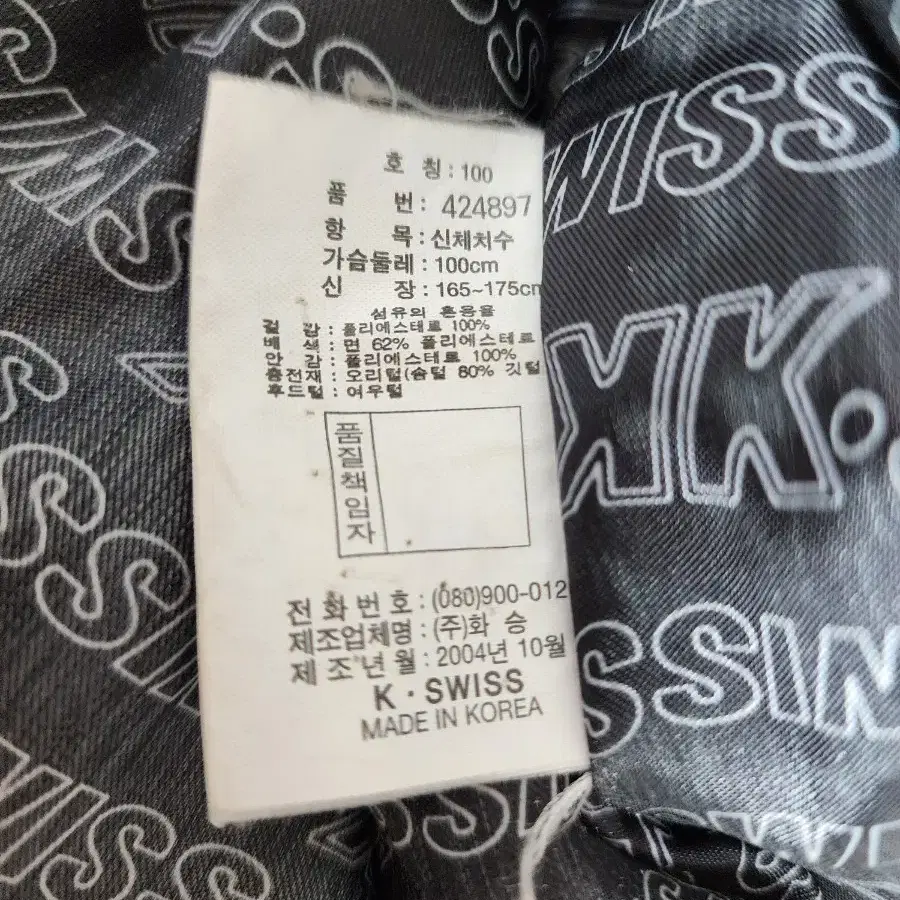 호 칭 : 100
품 번 : 424897
항 목 : 신체처수
가슴둘레 : 100cm
신 장 : 165~175cm
섬유의 혼용율
겉 감 : 폴리에스테르 100%
배 색 : 면 62% 폴리에스테르
안 감 : 폴리에스테르 100%
충전재 : 오리털(솜털 80% 깃털
후드털 : 여우털
품질책임자
전 화 번 호 : (080)900-012
제조업체명 : (주)화 승
제 조 년 월 : 2004년 10월
K · SWISS
MADE IN KOREA
WISS
K.
SWISS